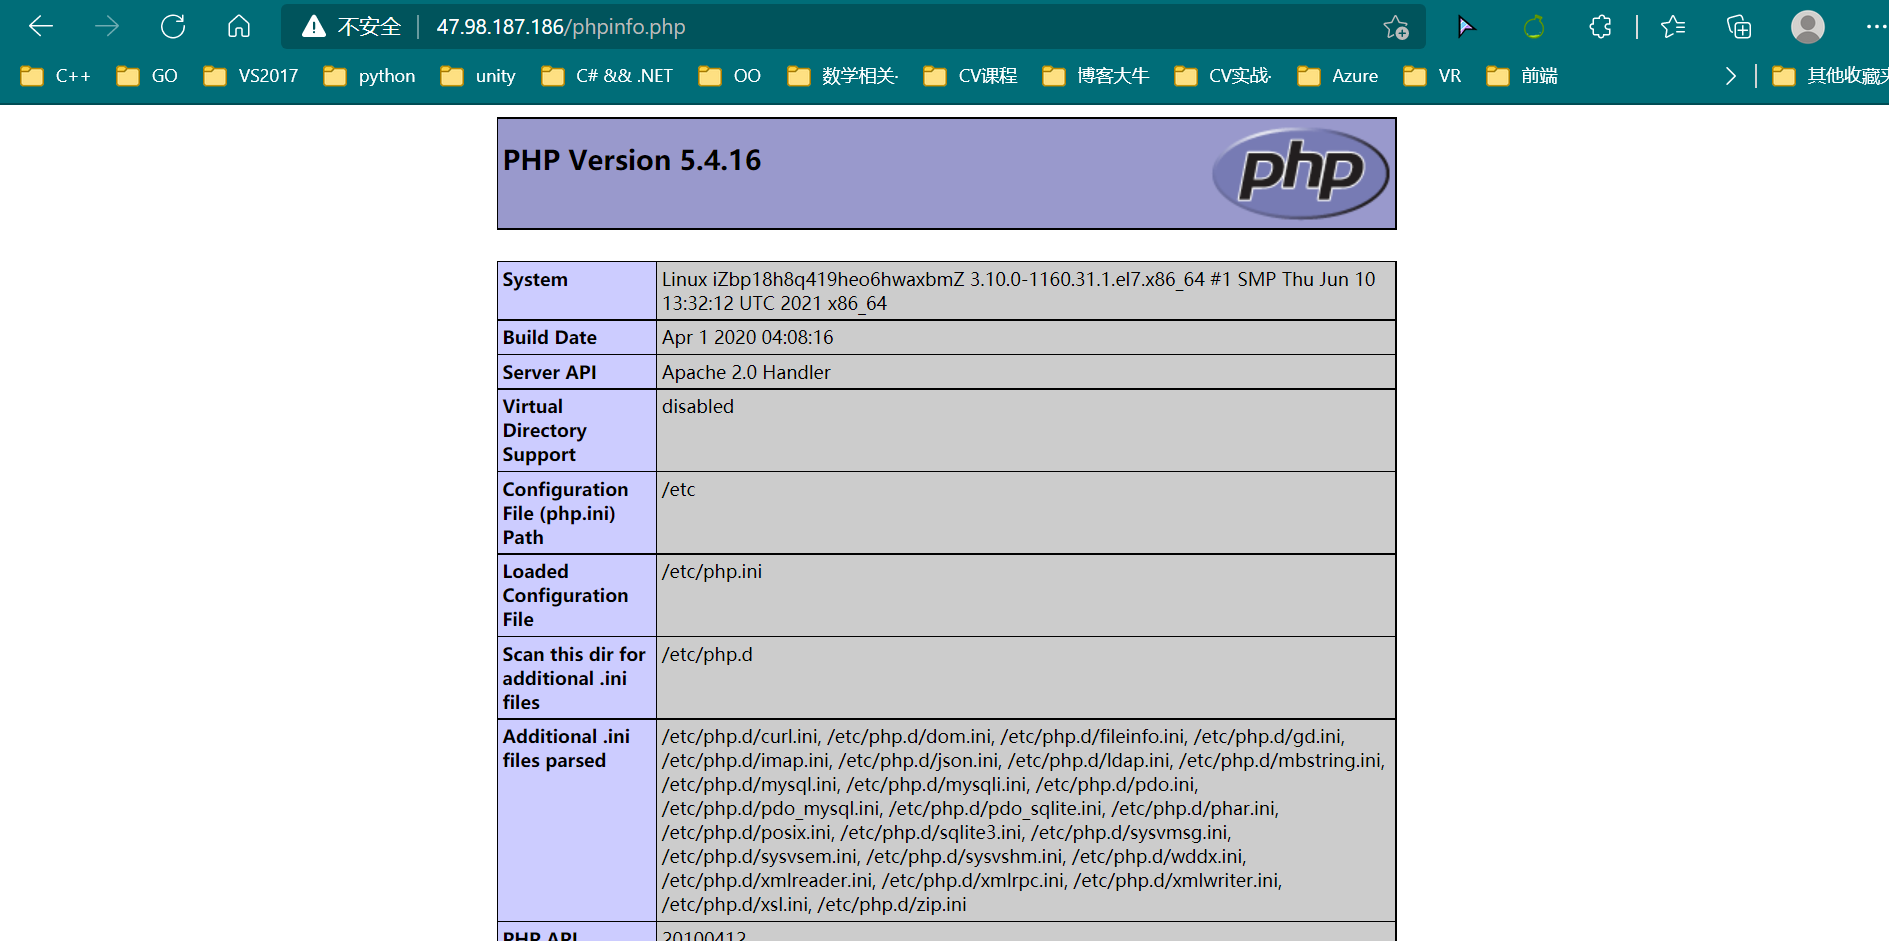 不安全 47.98.187.186/phpinfo.php
C++ GO VS2017 python unity C# && .NET OO 数学相关· CV课程 博客大牛 CV实战· Azure VR 前端 其他收藏夹
PHP Version 5.4.16
php
System Linux iZbp18h8q419heo6hwaxbmZ 3.10.0-1160.31.1.el7.x86_64 #1 SMP Thu Jun 10
13:32:12 UTC 2021 x86_64
Build Date Apr 1 2020 04:08:16
Server API Apache 2.0 Handler
Virtual disabled
Directory
Support
Configuration /etc
File (php.ini)
Path
Loaded /etc/php.ini
Configuration
File
Scan this dir for /etc/php.d
additional .ini
files
Additional .ini /etc/php.d/curl.ini, /etc/php.d/dom.ini, /etc/php.d/fileinfo.ini, /etc/php.d/gd.ini,
files parsed /etc/php.d/imap.ini, /etc/php.d/json.ini, /etc/php.d/ldap.ini, /etc/php.d/mbstring.ini,
/etc/php.d/mysql.ini, /etc/php.d/mysqli.ini, /etc/php.d/pdo.ini,
/etc/php.d/pdo_mysql.ini, /etc/php.d/pdo_sqlite.ini, /etc/php.d/phar.ini,
/etc/php.d/posix.ini, /etc/php.d/sqlite3.ini, /etc/php.d/sysvmsg.ini,
/etc/php.d/sysvsem.ini, /etc/php.d/sysvshm.ini, /etc/php.d/wddx.ini,
/etc/php.d/xmlreader.ini, /etc/php.d/xmlrpc.ini, /etc/php.d/xmlwriter.ini,
/etc/php.d/xsl.ini, /etc/php.d/zip.ini
PHP API 20100412